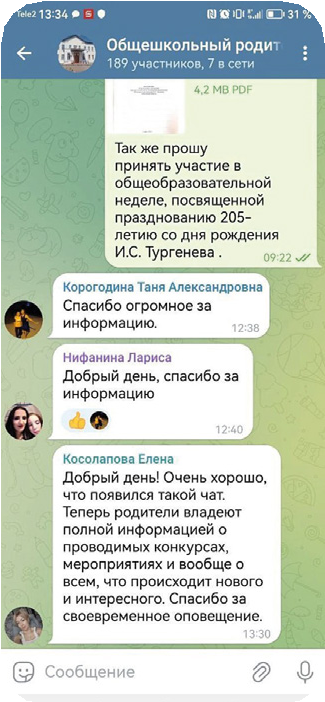 Tele2 13:34
31 %
Общешкольный родит
189 участников, 7 в сети
4,2 MB PDF
Так же прошу
принять участие в
общеобразовательной
неделе, посвященной
празднованию 205-
летию со дня рождения
И.С. Тургенева .
09:22
Корогодина Таня Александровна
Спасибо огромное за
информацию.
12:38
Нифанина Лариса
Добрый день, спасибо за
информацию
12:40
Косолапова Елена
Добрый день! Очень хорошо,
что появился такой чат.
Теперь родители владеют
полной информацией о
проводимых конкурсах,
мероприятиях и вообще о
всем, что происходит нового
и интересного. Спасибо за
своевременное оповещение.
13:30
Сообщение